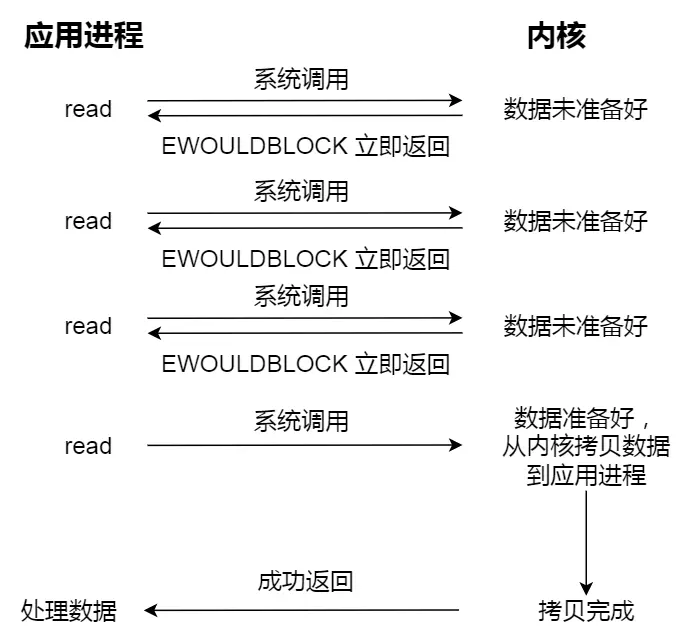 应用进程
内核
系统调用
read
数据未准备好
EWOULDBLOCK 立即返回
系统调用
read
数据未准备好
EWOULDBLOCK 立即返回
系统调用
read
数据未准备好
EWOULDBLOCK 立即返回
系统调用
read
数据准备好，
从内核拷贝数据
到应用进程
成功返回
处理数据
拷贝完成